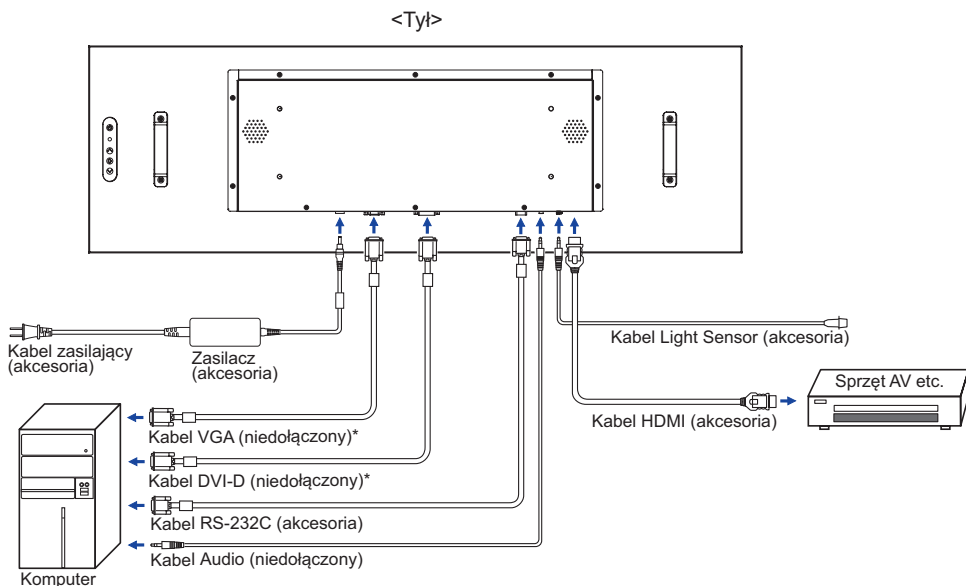 <Tył>
Kabel zasilający
(akcesoria)
Zasilacz
(akcesoria)
Kabel Light Sensor (akcesoria)
Sprzęt AV etc.
Kabel HDMI (akcesoria)
Kabel VGA (niedołączony)*
Kabel DVI-D (niedołączony)*
Kabel RS-232C (akcesoria)
Kabel Audio (niedołączony)
Komputer